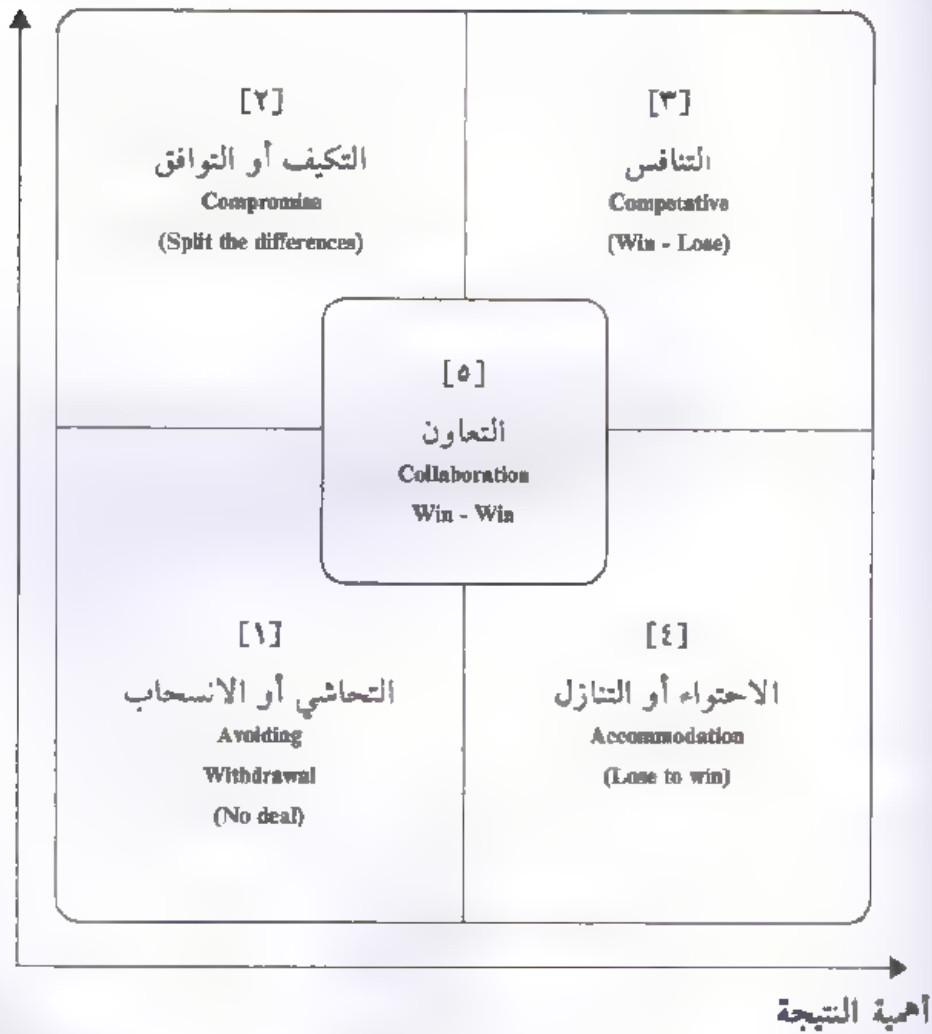 [٢]
التكيف أو التوافق
Compromise
(Split the differences)
[٣]
التنافس
Competative
(Win - Lose)
[٥]
التعاون
Collaboration
Win - Win
[١]
التحاشي أو الانسحاب
Avoiding
Withdrawal
(No deal)
[٤]
الاحتواء أو التنازل
Accommodation
(Lose to win)
أهمية النتيجة